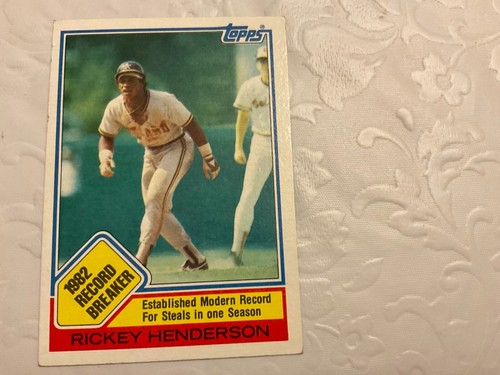 Topps
1982
RECORD
BREAKER
Established Modern Record
For Steals in one Season
RICKEY HENDERSON